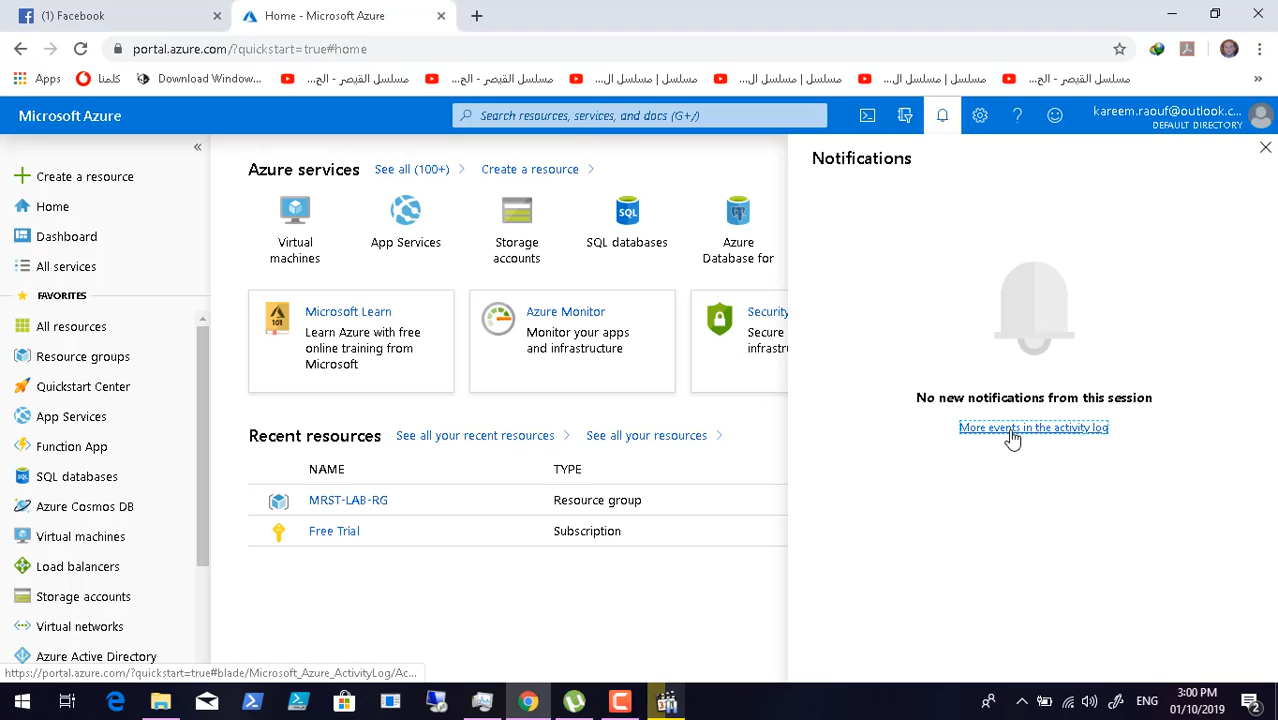 (1) Facebook
Home - Microsoft Azure
portal.azure.com/?quickstart=true#home
Apps
كلمنا
Download Window...
مسلسل القيصر - الح...
مسلسل القيصر - الح...
مسلسل | مسلسل ال...
مسلسل | مسلسل ال...
مسلسل | مسلسل ال...
مسلسل القيصر - الح...
»
Microsoft Azure
Search resources, services, and docs (G+/)
kareem.raouf@outlook.c...
DEFAULT DIRECTORY
«
Create a resource
Home
Dashboard
All services
FAVORITES
All resources
Resource groups
Quickstart Center
App Services
Function App
SQL databases
Azure Cosmos DB
Virtual machines
Load balancers
Storage accounts
Virtual networks
Azure Active Directory
Azure services
See all (100+)
Create a resource
Virtual
machines
App Services
Storage
accounts
SQL
SQL databases
Azure
Database for
101
Microsoft Learn
Learn Azure with free
online training from
Microsoft
Azure Monitor
Monitor your apps
and infrastructure
Security
Secure
infrast
Recent resources
See all your recent resources
See all your resources
NAME
TYPE
MRST-LAB-RG
Resource group
Free Trial
Subscription
Notifications
No new notifications from this session
More events in the activity log
https://portal.azure.com/?quickstart=true#blade/Microsoft_Azure_ActivityLog/Ac...
ENG
3:00 PM
01/10/2019
2